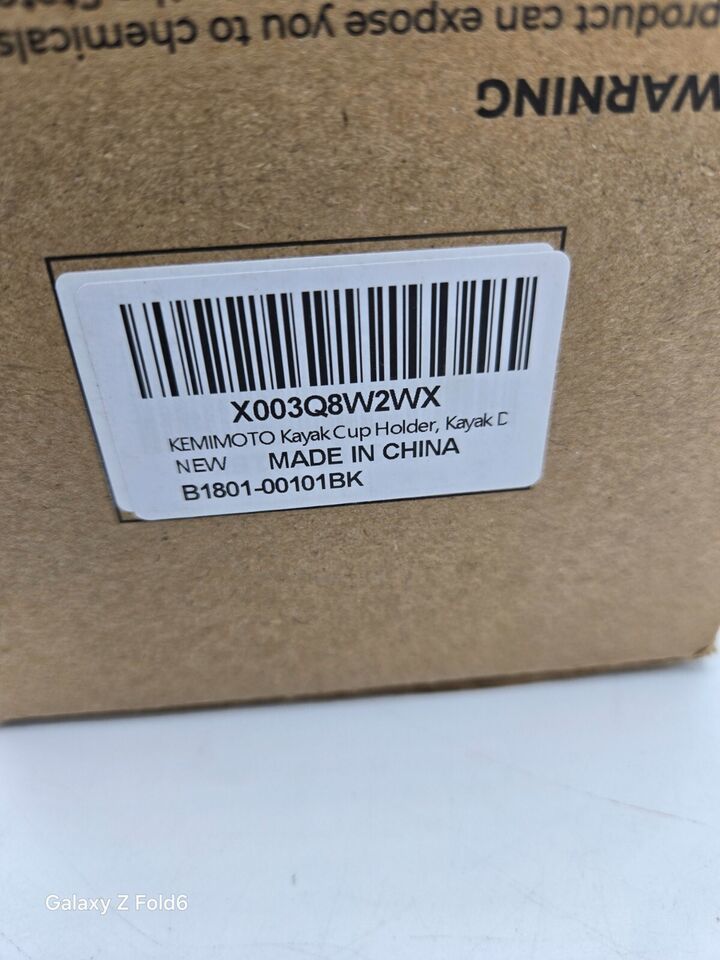 WARNING
product can expose you to chemicals
X003Q8W2WX
KEMIMOTO Kayak Cup Holder, Kayak D
NEW MADE IN CHINA
B1801-00101BK
Galaxy Z Fold6